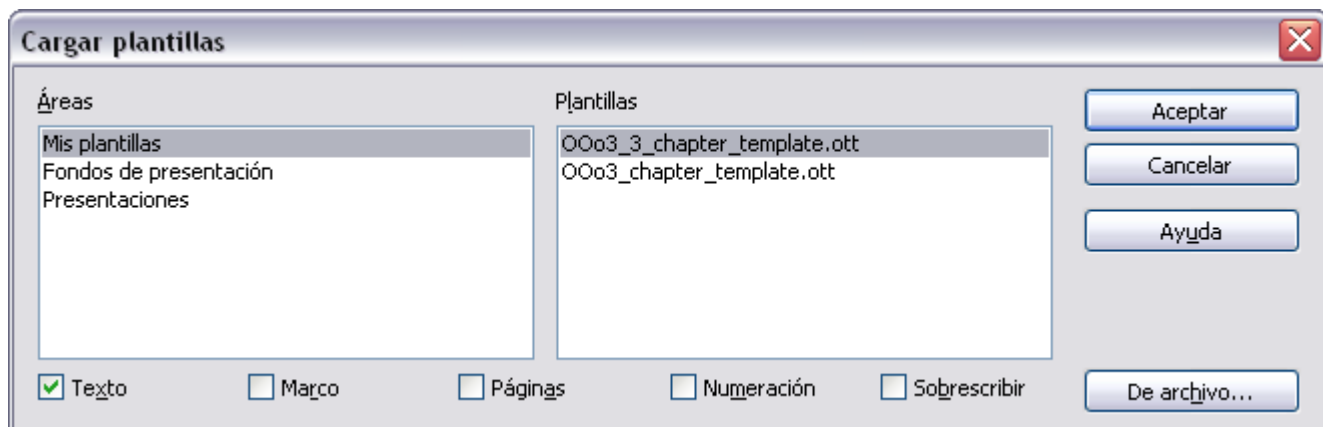 Cargar plantillas
Áreas
Plantillas
Mis plantillas
Fondos de presentación
Presentaciones
OOo3_3_chapter_template.ott
OOo3_chapter_template.ott
Aceptar
Cancelar
Ayuda
Texto
Marco
Páginas
Numeración
Sobrescribir
De archivo...